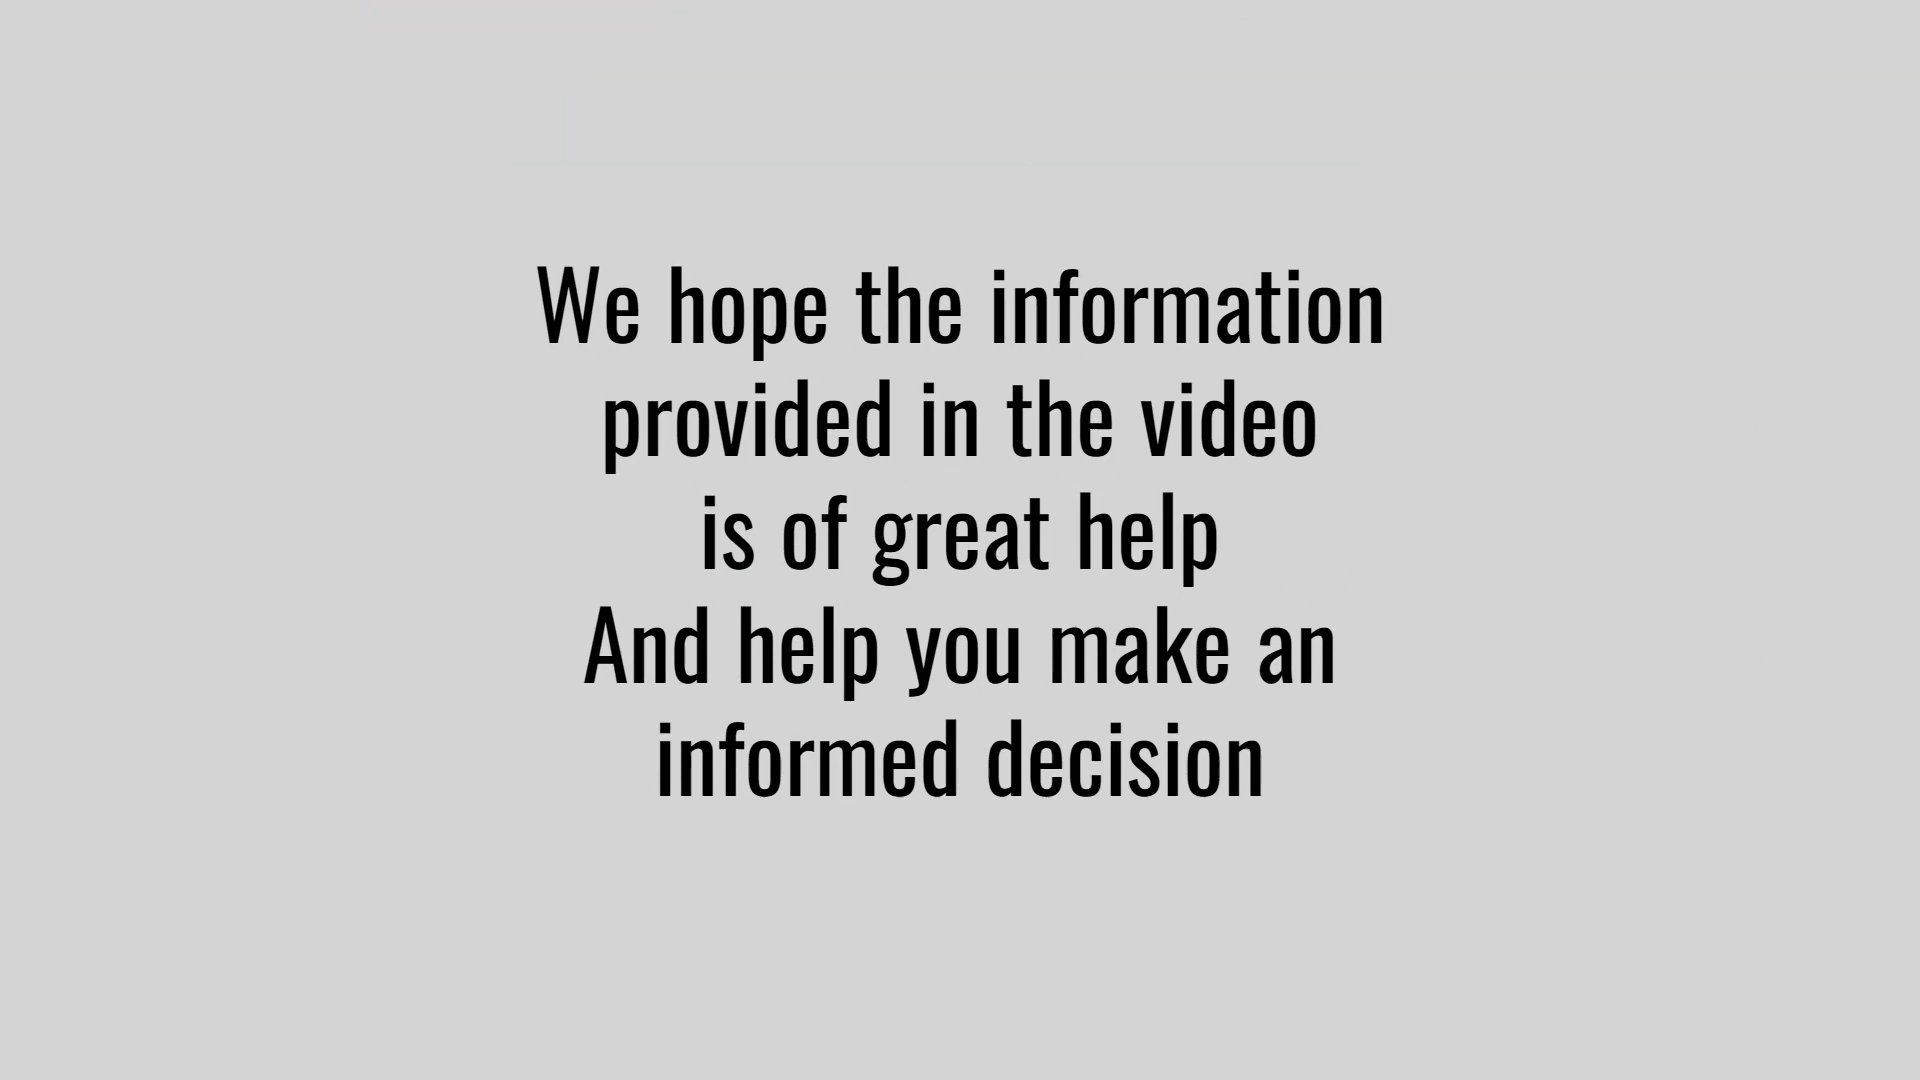 We hope the information
provided in the video
is of great help
And help you make an
informed decision